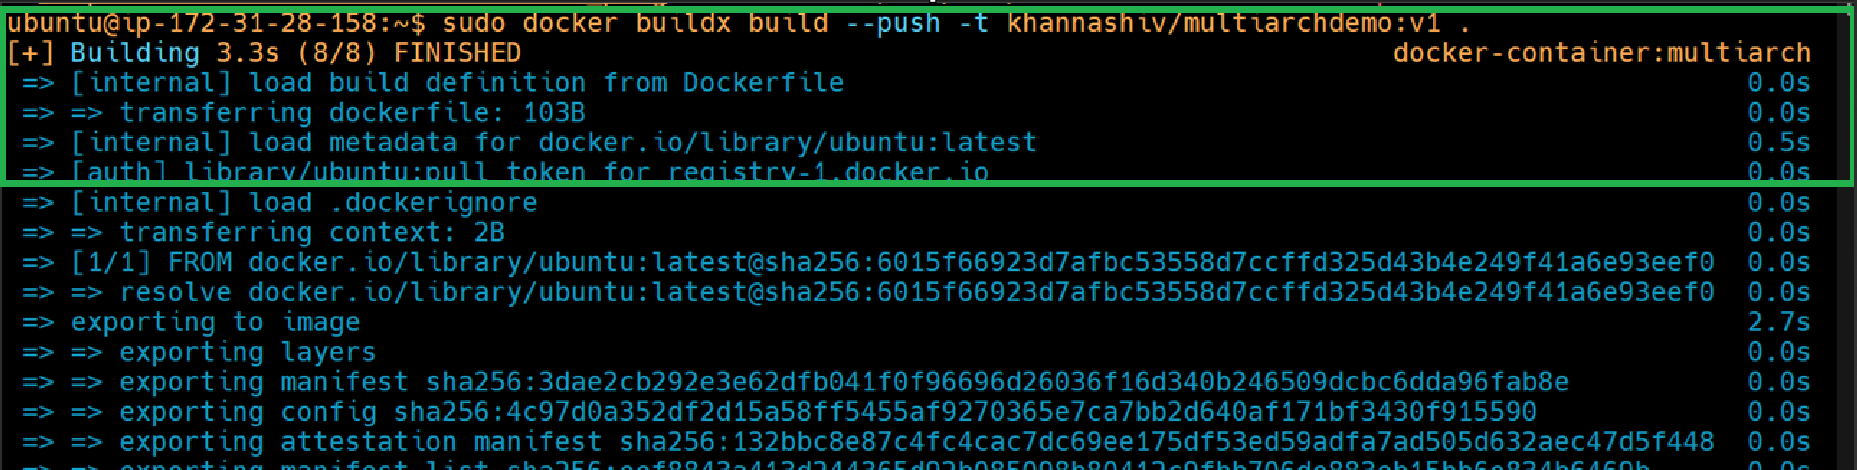 ubuntu@ip-172-31-28-158:~$ sudo docker buildx build --push -t khannashiv/multiarchdemo:v1 .
[+] Building 3.3s (8/8) FINISHED docker-container:multiarch
=> [internal] load build definition from Dockerfile 0.0s
=> => transferring dockerfile: 103B 0.0s
=> [internal] load metadata for docker.io/library/ubuntu:latest 0.5s
=> [auth] library/ubuntu:pull token for registry-1.docker.io 0.0s
=> [internal] load .dockerignore 0.0s
=> => transferring context: 2B 0.0s
=> [1/1] FROM docker.io/library/ubuntu:latest@sha256:6015f66923d7afbc53558d7ccffd325d43b4e249f41a6e93eef0 0.0s
=> => resolve docker.io/library/ubuntu:latest@sha256:6015f66923d7afbc53558d7ccffd325d43b4e249f41a6e93eef0 0.0s
=> exporting to image 2.7s
=> => exporting layers 0.0s
=> => exporting manifest sha256:3dae2cb292e3e62dfb041f0f96696d26036f16d340b246509dcbc6dda96fab8e 0.0s
=> => exporting config sha256:4c97d0a352df2d15a58ff5455af9270365e7ca7bb2d640af171bf3430f915590 0.0s
=> => exporting attestation manifest sha256:132bbc8e87c4fc4cac7dc69ee175df53ed59adfa7ad505d632aec47d5f448 0.0s
=> => exporting manifest list 0.0s